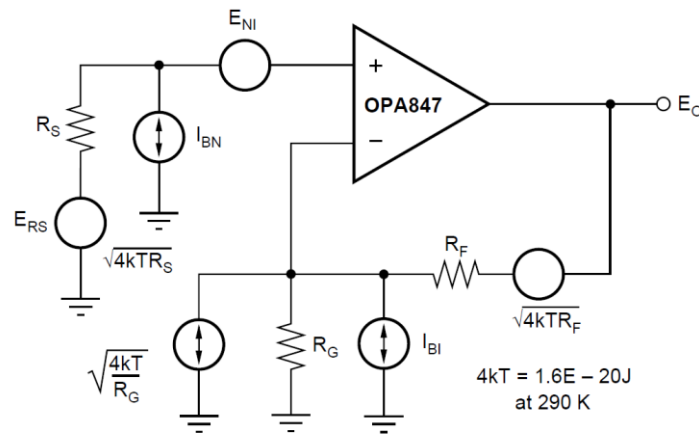 E_NI
+
OPA847
−
E_O
R_S
I_BN
E_RS
√4kTR_S
R_F
√4kTR_F
√4kT/R_G
R_G
I_BI
4kT = 1.6E – 20J
at 290 K